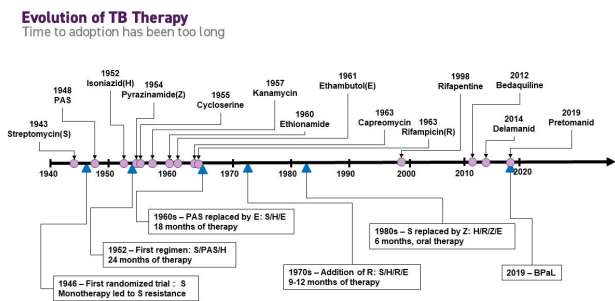 Evolution of TB Therapy
Time to adoption has been too long
1943
Streptomycin(S)
1948
PAS
1952
Isoniazid(H)
1954
Pyrazinamide(Z)
1955
Cycloserine
1957
Kanamycin
1960
Ethionamide
1961
Ethambutol(E)
1963
Capreomycin
1963
Rifampicin(R)
1998
Rifapentine
2012
Bedaquiline
2014
Delamanid
2019
Pretomanid
1940
1950
1960
1970
1980
1990
2000
2010
2020
1960s – PAS replaced by E: S/H/E
18 months of therapy
1952 – First regimen: S/PAS/H
24 months of therapy
1946 – First randomized trial : S
Monotherapy led to S resistance
1970s – Addition of R: S/H/R/E
9-12 months of therapy
1980s – S replaced by Z: H/R/Z/E
6 months, oral therapy
2019 – BPaL